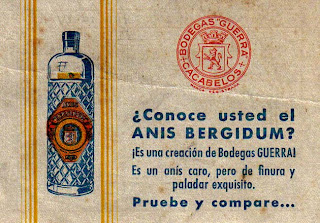 BODEGAS "GUERRA"
CACABELOS
¿Conoce usted el
ANIS BERGIDUM?
¡Es una creación de Bodegas GUERRA!
Es un anís caro, pero de finura y
paladar exquisito.
Pruebe y compare...